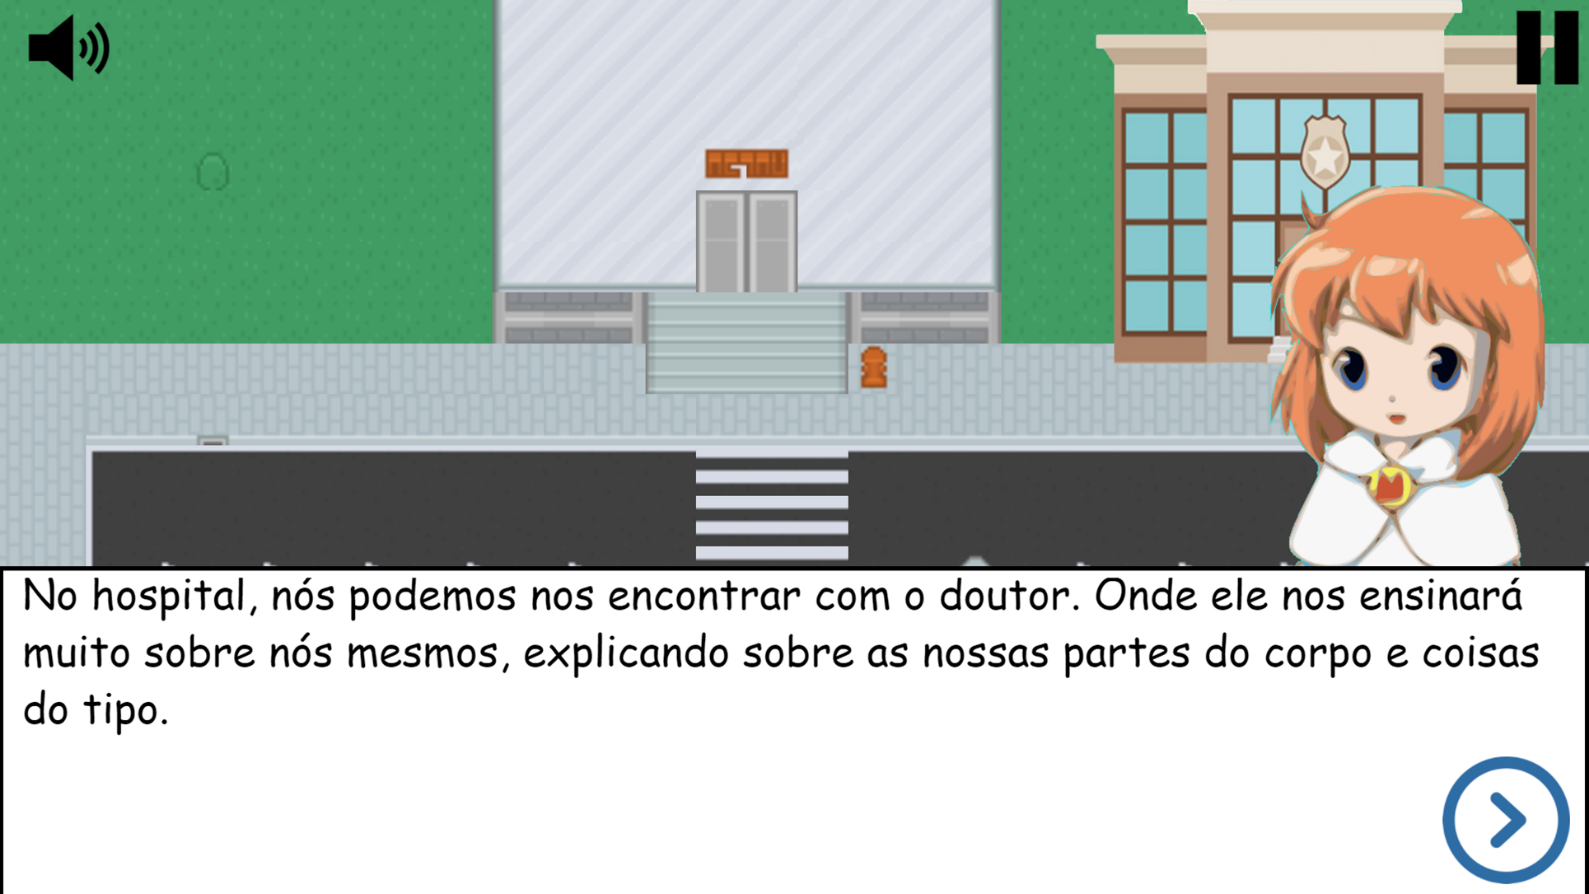 No hospital, nós podemos nos encontrar com o doutor. Onde ele nos ensinará
muito sobre nós mesmos, explicando sobre as nossas partes do corpo e coisas
do tipo.